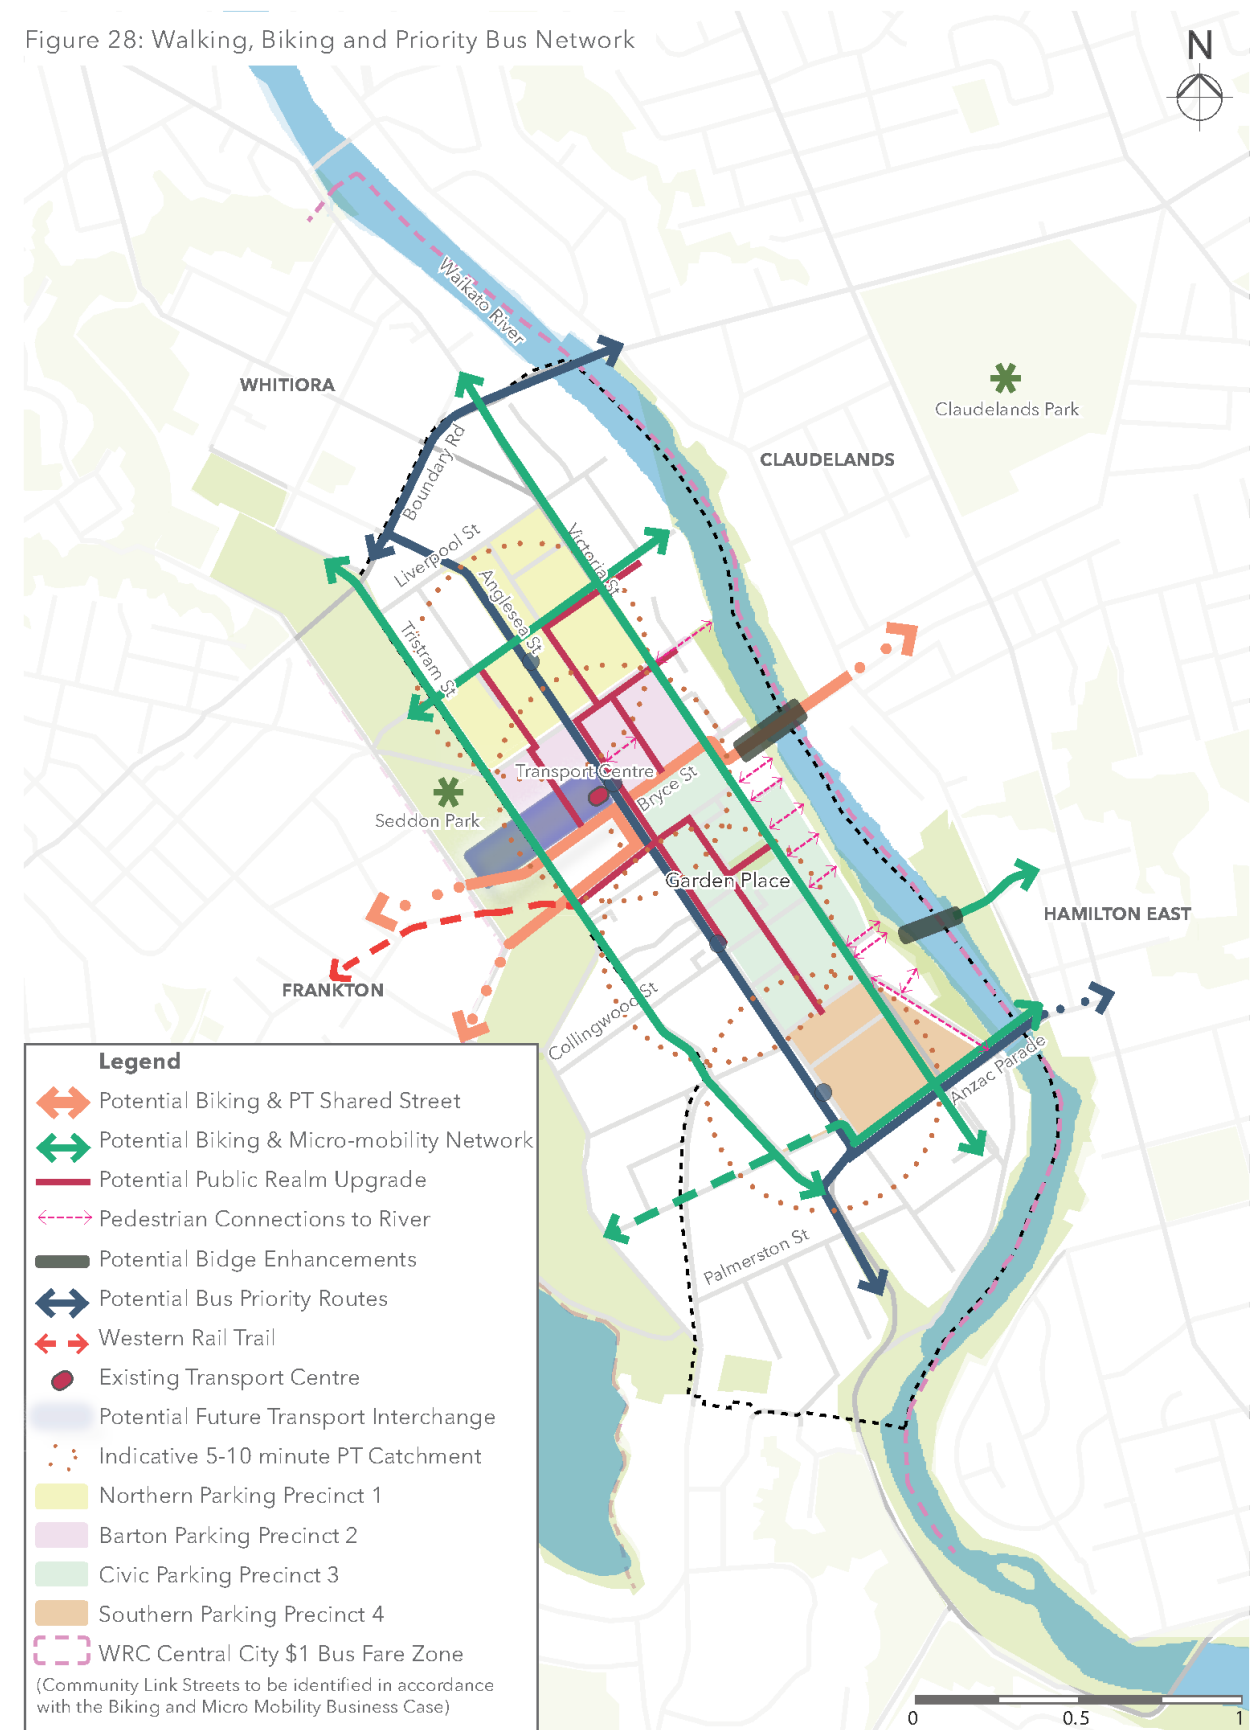 Figure 28: Walking, Biking and Priority Bus Network
N
Waikato River
WHITIORA
Claudelands Park
CLAUDELANDS
Boundary Rd
Liverpool St
Victoria St
Anglesea St
Tristram St
Transport Centre
Bryce St
Seddon Park
Garden Place
HAMILTON EAST
FRANKTON
Collingwood St
Anzac Parade
Palmerston St
Legend
Potential Biking & PT Shared Street
Potential Biking & Micro-mobility Network
Potential Public Realm Upgrade
Pedestrian Connections to River
Potential Bidge Enhancements
Potential Bus Priority Routes
Western Rail Trail
Existing Transport Centre
Potential Future Transport Interchange
Indicative 5-10 minute PT Catchment
Northern Parking Precinct 1
Barton Parking Precinct 2
Civic Parking Precinct 3
Southern Parking Precinct 4
WRC Central City $1 Bus Fare Zone
(Community Link Streets to be identified in accordance
with the Biking and Micro Mobility Business Case)
0 0.5 1